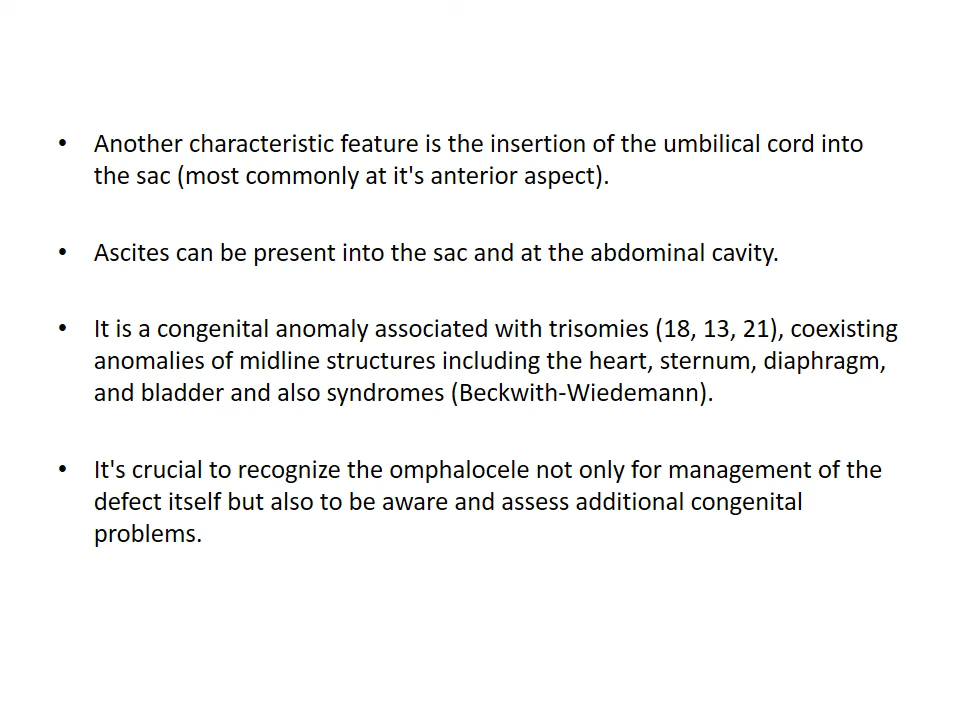 • Another characteristic feature is the insertion of the umbilical cord into
the sac (most commonly at it's anterior aspect).
• Ascites can be present into the sac and at the abdominal cavity.
• It is a congenital anomaly associated with trisomies (18, 13, 21), coexisting
anomalies of midline structures including the heart, sternum, diaphragm,
and bladder and also syndromes (Beckwith-Wiedemann).
• It's crucial to recognize the omphalocele not only for management of the
defect itself but also to be aware and assess additional congenital
problems.